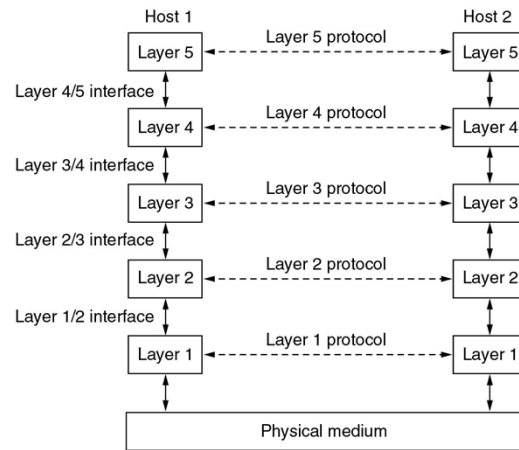 Host 1
Host 2
Layer 5
Layer 5 protocol
Layer 5
Layer 4/5 interface
Layer 4
Layer 4 protocol
Layer 4
Layer 3/4 interface
Layer 3
Layer 3 protocol
Layer 3
Layer 2/3 interface
Layer 2
Layer 2 protocol
Layer 2
Layer 1/2 interface
Layer 1
Layer 1 protocol
Layer 1
Physical medium